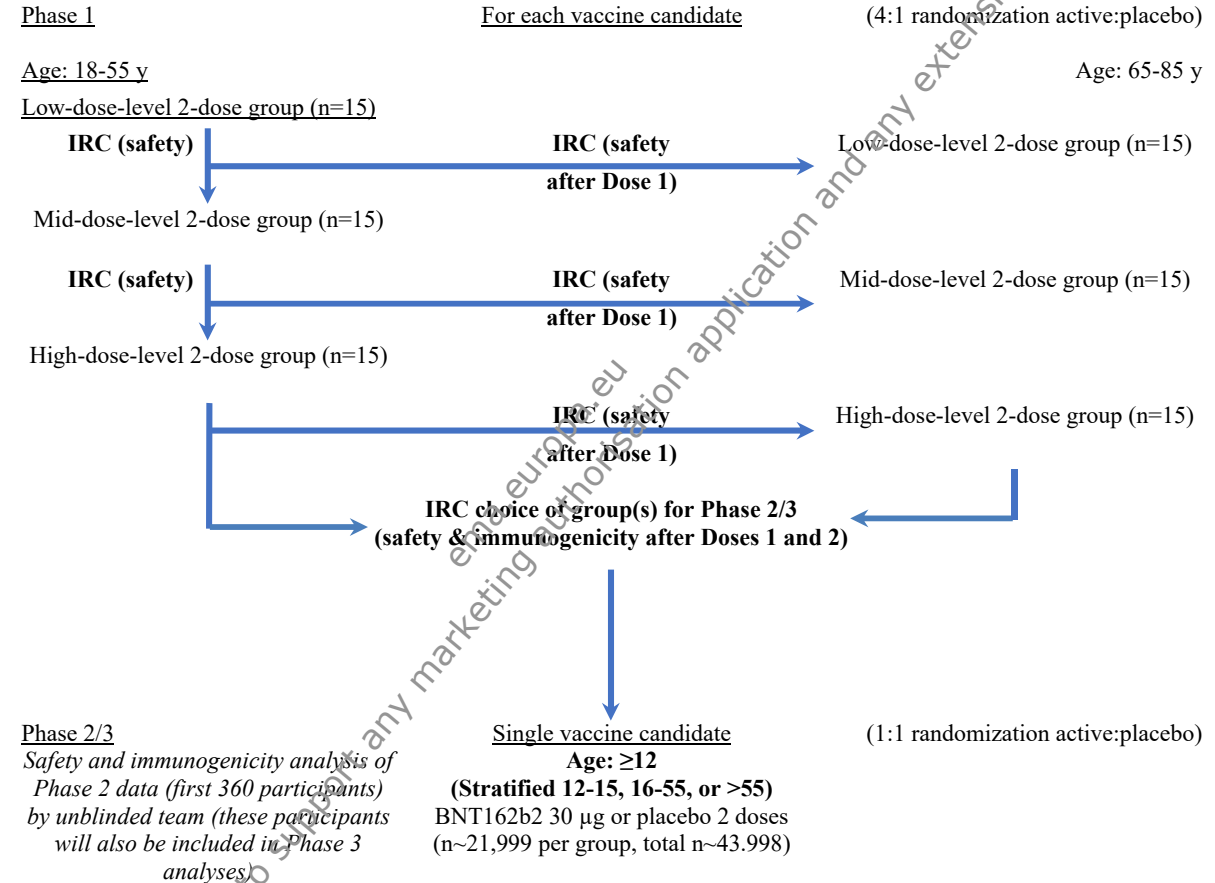 Phase 1
For each vaccine candidate
(4:1 randomization active:placebo)
Age: 18-55 y
Age: 65-85 y
Low-dose-level 2-dose group (n=15)
IRC (safety)
IRC (safety
after Dose 1)
Low-dose-level 2-dose group (n=15)
Mid-dose-level 2-dose group (n=15)
IRC (safety)
IRC (safety
after Dose 1)
Mid-dose-level 2-dose group (n=15)
High-dose-level 2-dose group (n=15)
IRC (safety
after Dose 1)
High-dose-level 2-dose group (n=15)
IRC choice of group(s) for Phase 2/3
(safety & immunogenicity after Doses 1 and 2)
Phase 2/3
Safety and immunogenicity analysis of
Phase 2 data (first 360 participants)
by unblinded team (these participants
will also be included in Phase 3
analyses)
Single vaccine candidate
Age: ≥12
(Stratified 12-15, 16-55, or >55)
BNT162b2 30 µg or placebo 2 doses
(n~21,999 per group, total n~43.998)
(1:1 randomization active:placebo)
ema.europa.eu
to support any marketing authorisation application and any